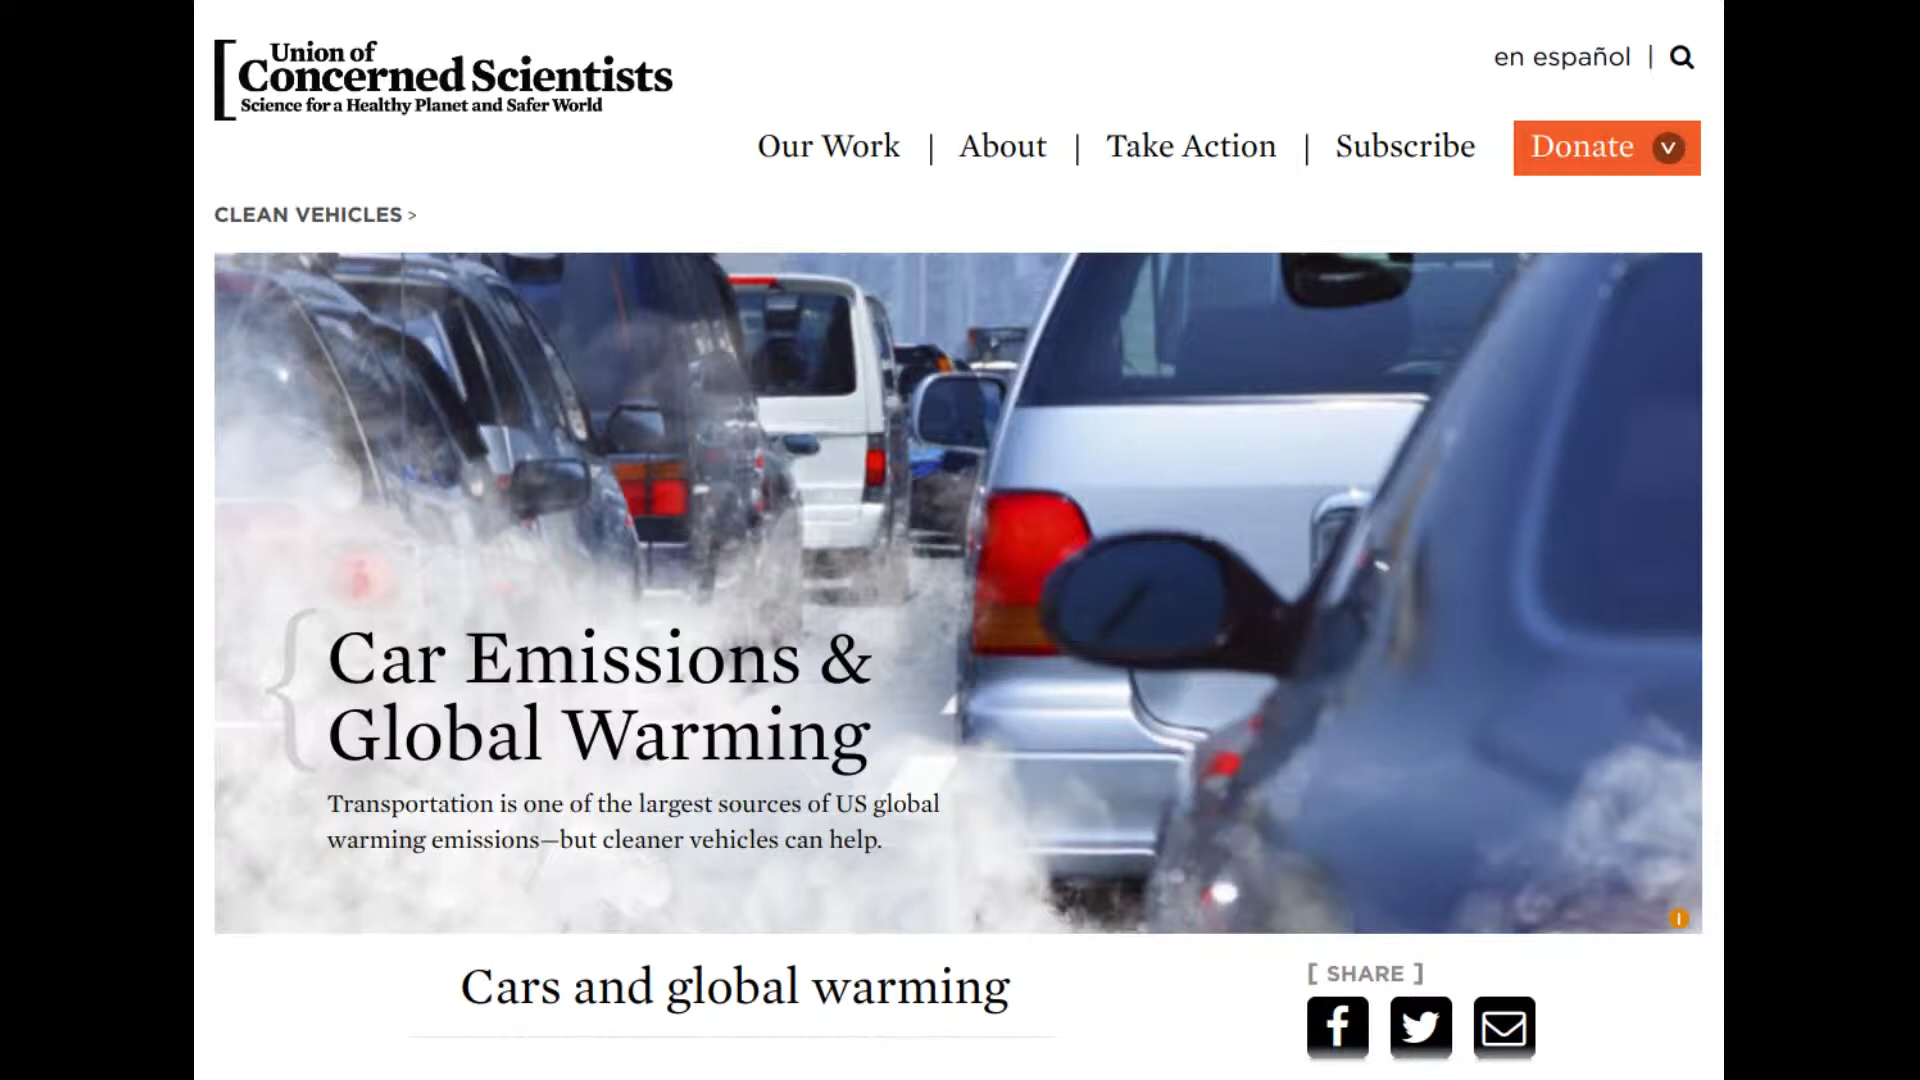 Union of
Concerned Scientists
Science for a Healthy Planet and Safer World
en español |
Our Work | About | Take Action | Subscribe Donate
CLEAN VEHICLES >
Car Emissions &
Global Warming
Transportation is one of the largest sources of US global
warming emissions—but cleaner vehicles can help.
Cars and global warming
[ SHARE ]